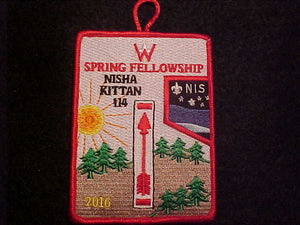 W
SPRING FELLOWSHIP
NISHA
KITTAN
114
NIS
2016